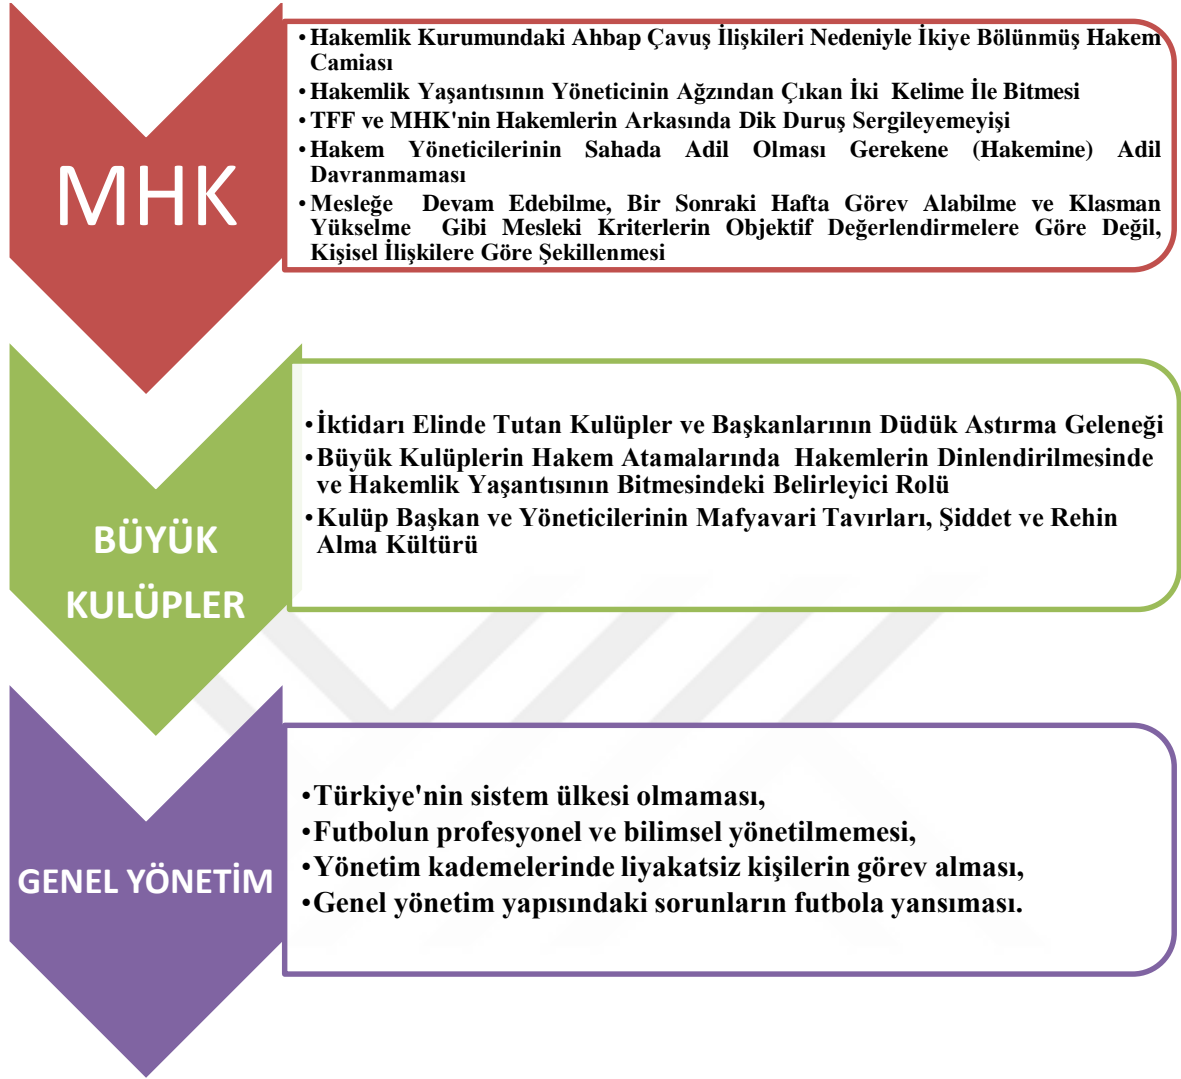 MHK
•Hakemlik Kurumundaki Ahbap Çavuş İlişkileri Nedeniyle İkiye Bölünmüş Hakem
Camiası
•Hakemlik Yaşantısının Yöneticinin Ağzından Çıkan İki Kelime İle Bitmesi
•TFF ve MHK'nin Hakemlerin Arkasında Dik Duruş Sergileyemeyişi
•Hakem Yöneticilerinin Sahada Adil Olması Gerekene (Hakemine) Adil
Davranmaması
•Mesleğe Devam Edebilme, Bir Sonraki Hafta Görev Alabilme ve Klasman
Yükselme Gibi Mesleki Kriterlerin Objektif Değerlendirmelere Göre Değil,
Kişisel İlişkilere Göre Şekillenmesi
BÜYÜK
KULÜPLER
•İktidarı Elinde Tutan Kulüpler ve Başkanlarının Düdük Astırma Geleneği
•Büyük Kulüplerin Hakem Atamalarında Hakemlerin Dinlendirilmesinde
ve Hakemlik Yaşantısının Bitmesindeki Belirleyici Rolü
•Kulüp Başkan ve Yöneticilerinin Mafyavari Tavırları, Şiddet ve Rehin
Alma Kültürü
GENEL YÖNETİM
•Türkiye'nin sistem ülkesi olmaması,
•Futbolun profesyonel ve bilimsel yönetilmemesi,
•Yönetim kademelerinde liyakatsiz kişilerin görev alması,
•Genel yönetim yapısındaki sorunların futbola yansıması.